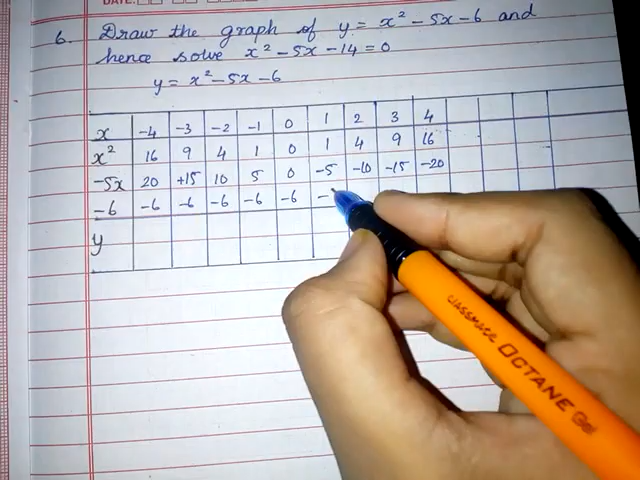 DATE:
6. Draw the graph of y = x² - 5x - 6 and
hence solve x² - 5x - 14 = 0
y = x² - 5x - 6
x -4 -3 -2 -1 0 1 2 3 4
x² 16 9 4 1 0 1 4 9 16
-5x 20 +15 10 5 0 -5 -10 -15 -20
-6 -6 -6 -6 -6 -6 -
y
CLASSMATE OCTANE Gel